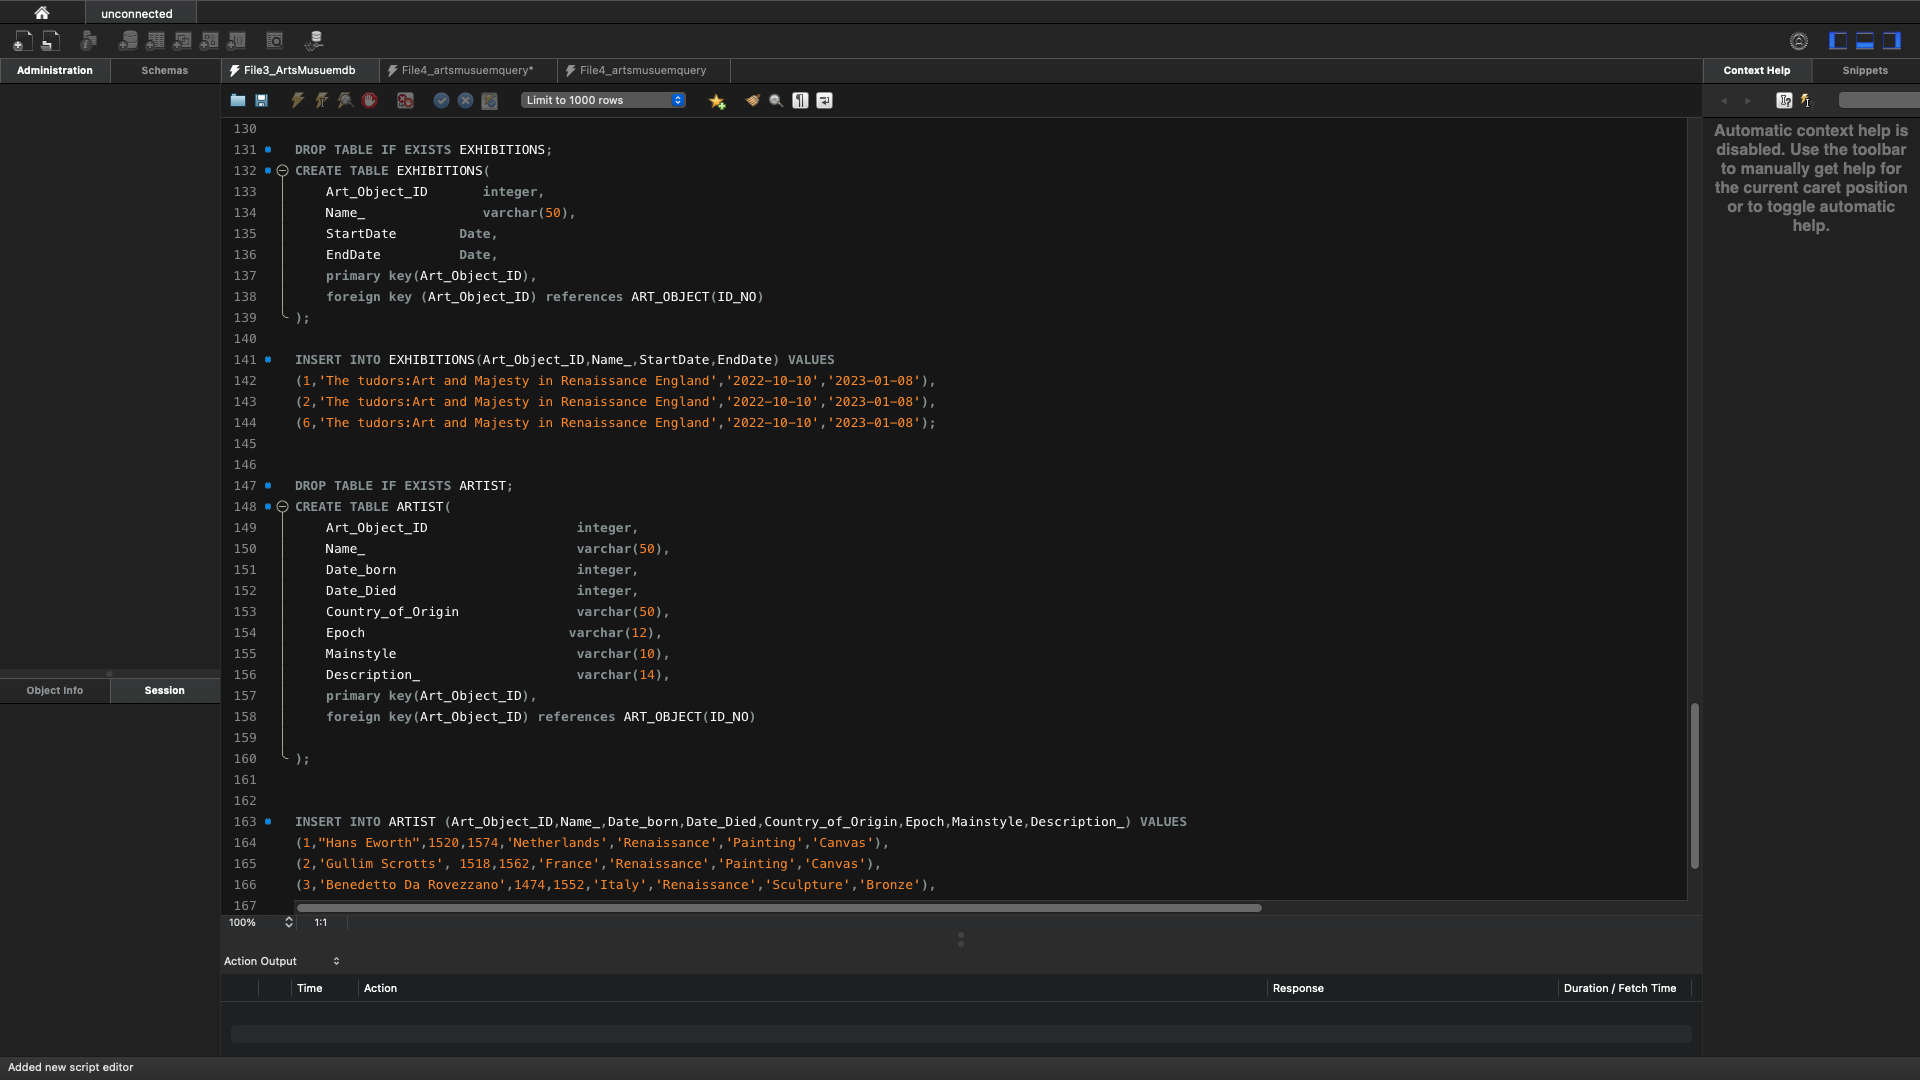 unconnected
Administration
Schemas
File3_ArtsMusuemdb
File4_artsmusuemquery*
File4_artsmusuemquery
Context Help
Snippets
Limit to 1000 rows
Automatic context help is
disabled. Use the toolbar
to manually get help for
the current caret position
or to toggle automatic
help.
130
131 DROP TABLE IF EXISTS EXHIBITIONS;
132 CREATE TABLE EXHIBITIONS(
133 Art_Object_ID integer,
134 Name_ varchar(50),
135 StartDate Date,
136 EndDate Date,
137 primary key(Art_Object_ID),
138 foreign key (Art_Object_ID) references ART_OBJECT(ID_NO)
139 );
140
141 INSERT INTO EXHIBITIONS(Art_Object_ID,Name_,StartDate,EndDate) VALUES
142 (1,'The tudors:Art and Majesty in Renaissance England','2022-10-10','2023-01-08'),
143 (2,'The tudors:Art and Majesty in Renaissance England','2022-10-10','2023-01-08'),
144 (6,'The tudors:Art and Majesty in Renaissance England','2022-10-10','2023-01-08');
145
146
147 DROP TABLE IF EXISTS ARTIST;
148 CREATE TABLE ARTIST(
149 Art_Object_ID integer,
150 Name_ varchar(50),
151 Date_born integer,
152 Date_Died integer,
153 Country_of_Origin varchar(50),
154 Epoch varchar(12),
155 Mainstyle varchar(10),
156 Description_ varchar(14),
157 primary key(Art_Object_ID),
158 foreign key(Art_Object_ID) references ART_OBJECT(ID_NO)
159
160 );
161
162
163 INSERT INTO ARTIST (Art_Object_ID,Name_,Date_born,Date_Died,Country_of_Origin,Epoch,Mainstyle,Description_) VALUES
164 (1,"Hans Eworth",1520,1574,'Netherlands','Renaissance','Painting','Canvas'),
165 (2,'Gullim Scrotts', 1518,1562,'France','Renaissance','Painting','Canvas'),
166 (3,'Benedetto Da Rovezzano',1474,1552,'Italy','Renaissance','Sculpture','Bronze'),
167
Object Info
Session
100%
1:1
Action Output
Time
Action
Response
Duration / Fetch Time
Added new script editor